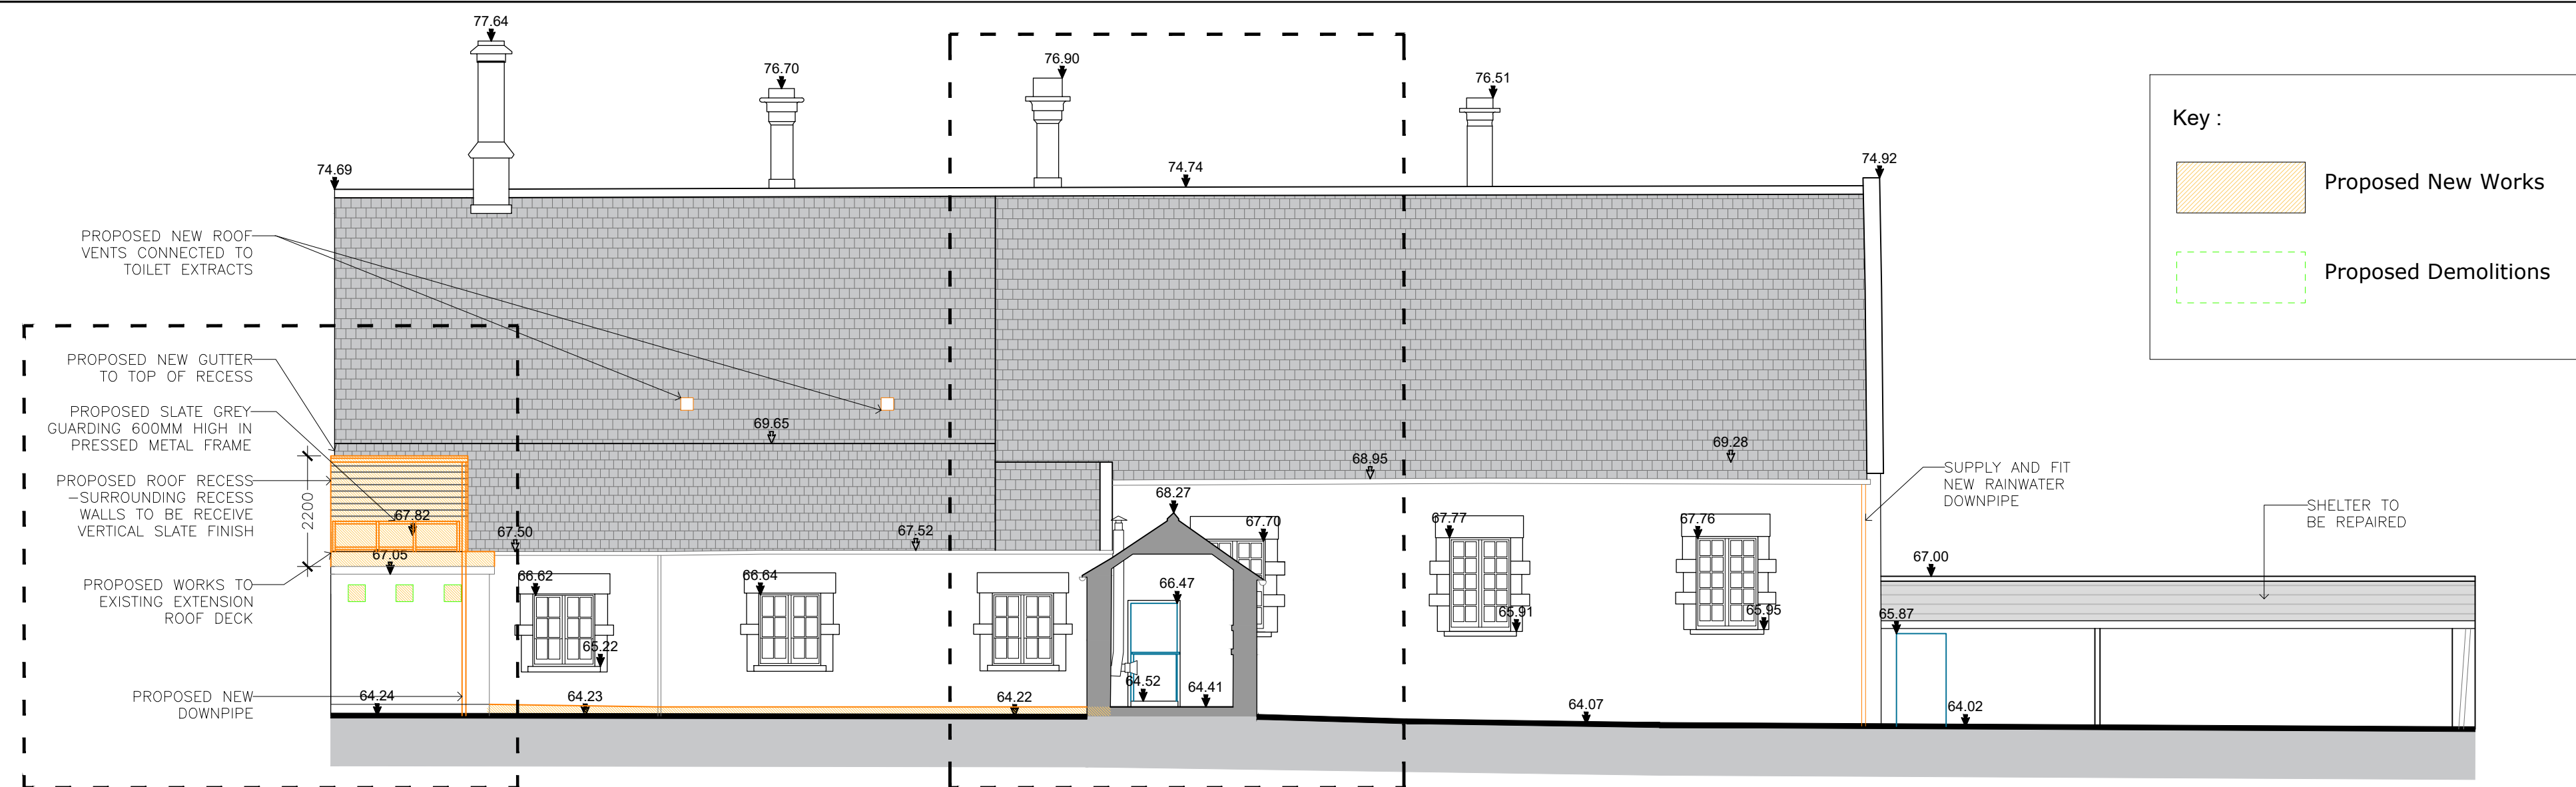 77.64
76.70
76.90
76.51
74.69
74.74
74.92
Key :
Proposed New Works
Proposed Demolitions
PROPOSED NEW ROOF
VENTS CONNECTED TO
TOILET EXTRACTS
PROPOSED NEW GUTTER
TO TOP OF RECESS
PROPOSED SLATE GREY
GUARDING 600MM HIGH IN
PRESSED METAL FRAME
PROPOSED ROOF RECESS
-SURROUNDING RECESS
WALLS TO BE RECEIVE
VERTICAL SLATE FINISH
2200
PROPOSED WORKS TO
EXISTING EXTENSION
ROOF DECK
PROPOSED NEW
DOWNPIPE
69.65
68.95
69.28
67.82
67.50
67.05
67.52
68.27
67.70
67.77
67.76
66.62
66.64
66.47
65.22
65.91
65.95
64.24
64.23
64.22
64.52
64.41
64.07
SUPPLY AND FIT
NEW RAINWATER
DOWNPIPE
SHELTER TO
BE REPAIRED
67.00
65.87
64.02